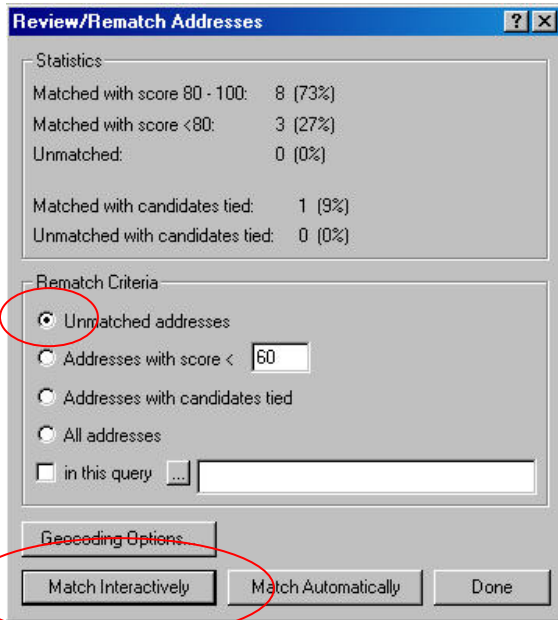 Review/Rematch Addresses ? X
Statistics
Matched with score 80 - 100: 8 (73%)
Matched with score <80: 3 (27%)
Unmatched: 0 (0%)
Matched with candidates tied: 1 (9%)
Unmatched with candidates tied: 0 (0%)
Rematch Criteria
Unmatched addresses
Addresses with score < 60
Addresses with candidates tied
All addresses
in this query ...
Geocoding Options...
Match Interactively Match Automatically Done